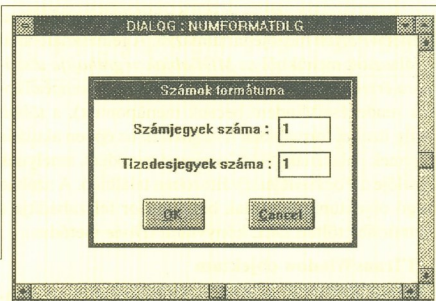 DIALOG : NUMFORMATDLG
Számok formátuma
Számjegyek száma : 1
Tizedesjegyek száma : 1
OK Cancel